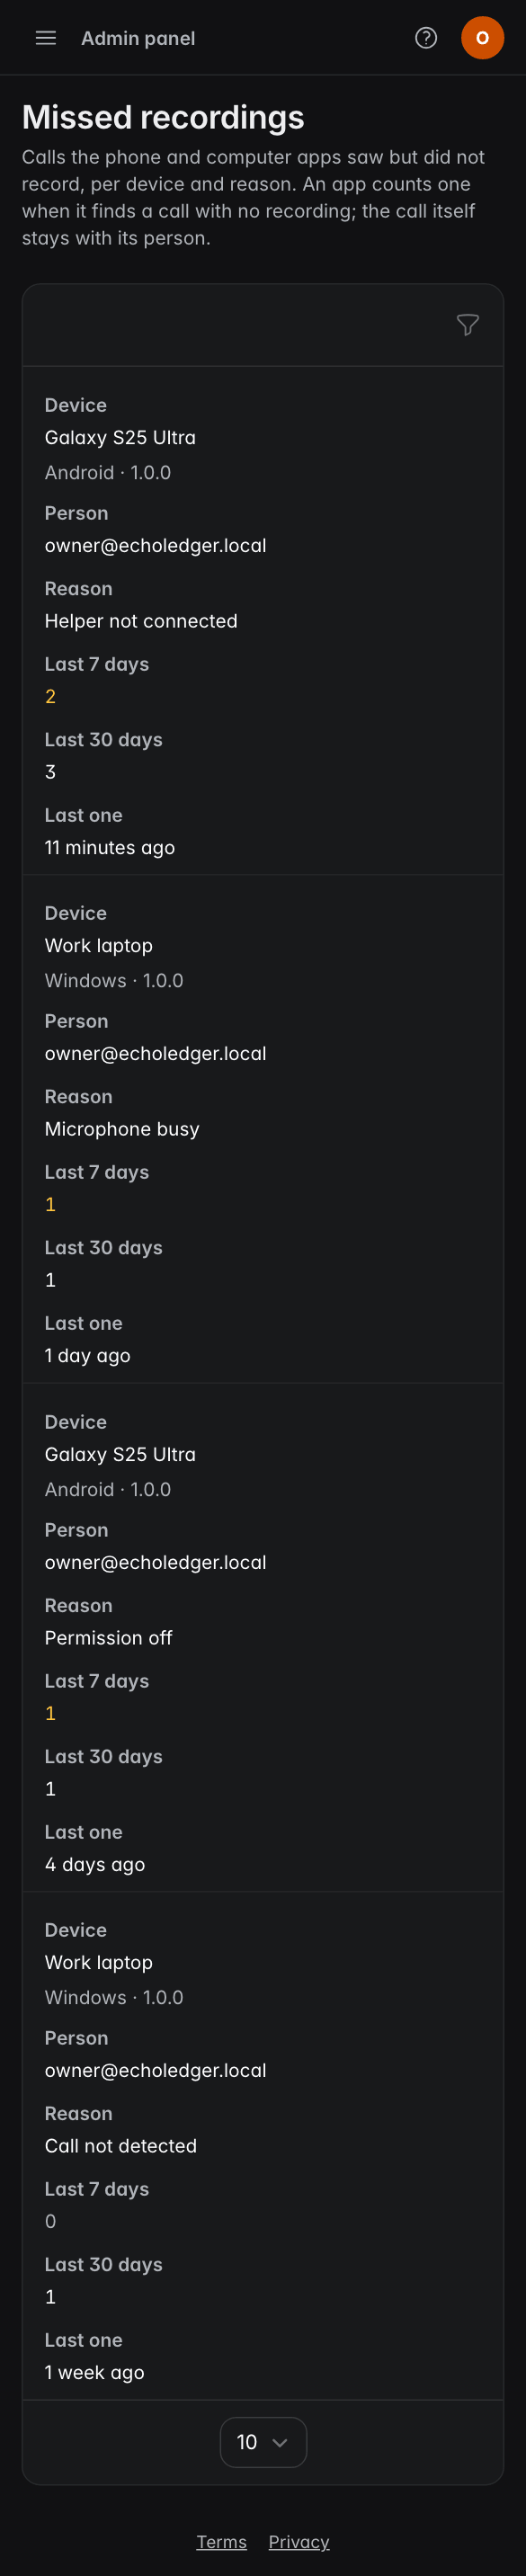 Admin panel
O
Missed recordings
Calls the phone and computer apps saw but did not
record, per device and reason. An app counts one
when it finds a call with no recording; the call itself
stays with its person.
Device
Galaxy S25 Ultra
Android · 1.0.0
Person
owner@echoledger.local
Reason
Helper not connected
Last 7 days
2
Last 30 days
3
Last one
11 minutes ago
Device
Work laptop
Windows · 1.0.0
Person
owner@echoledger.local
Reason
Microphone busy
Last 7 days
1
Last 30 days
1
Last one
1 day ago
Device
Galaxy S25 Ultra
Android · 1.0.0
Person
owner@echoledger.local
Reason
Permission off
Last 7 days
1
Last 30 days
1
Last one
4 days ago
Device
Work laptop
Windows · 1.0.0
Person
owner@echoledger.local
Reason
Call not detected
Last 7 days
0
Last 30 days
1
Last one
1 week ago
10
Terms Privacy